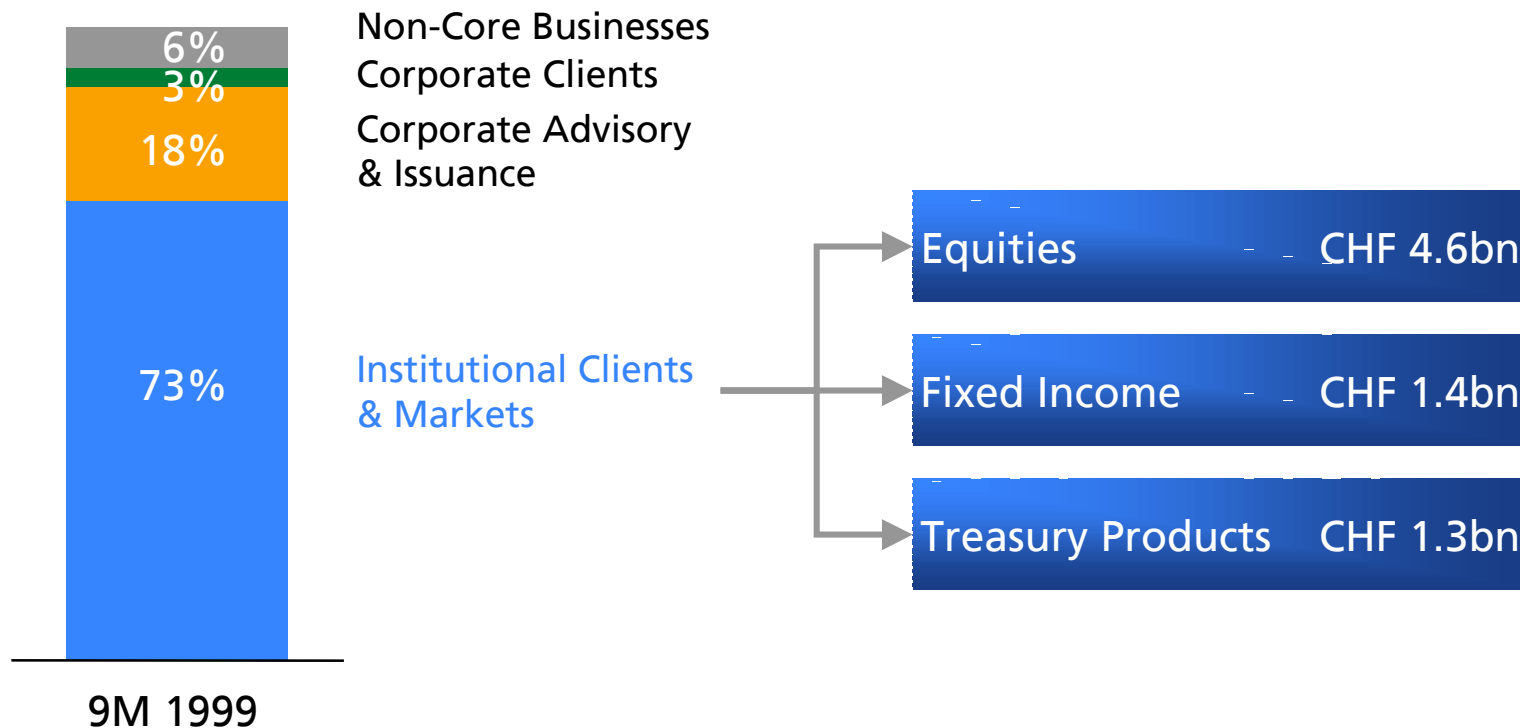 6% Non-Core Businesses
3% Corporate Clients
18% Corporate Advisory
& Issuance
Equities CHF 4.6bn
73% Institutional Clients
& Markets
Fixed Income CHF 1.4bn
Treasury Products CHF 1.3bn
9M 1999